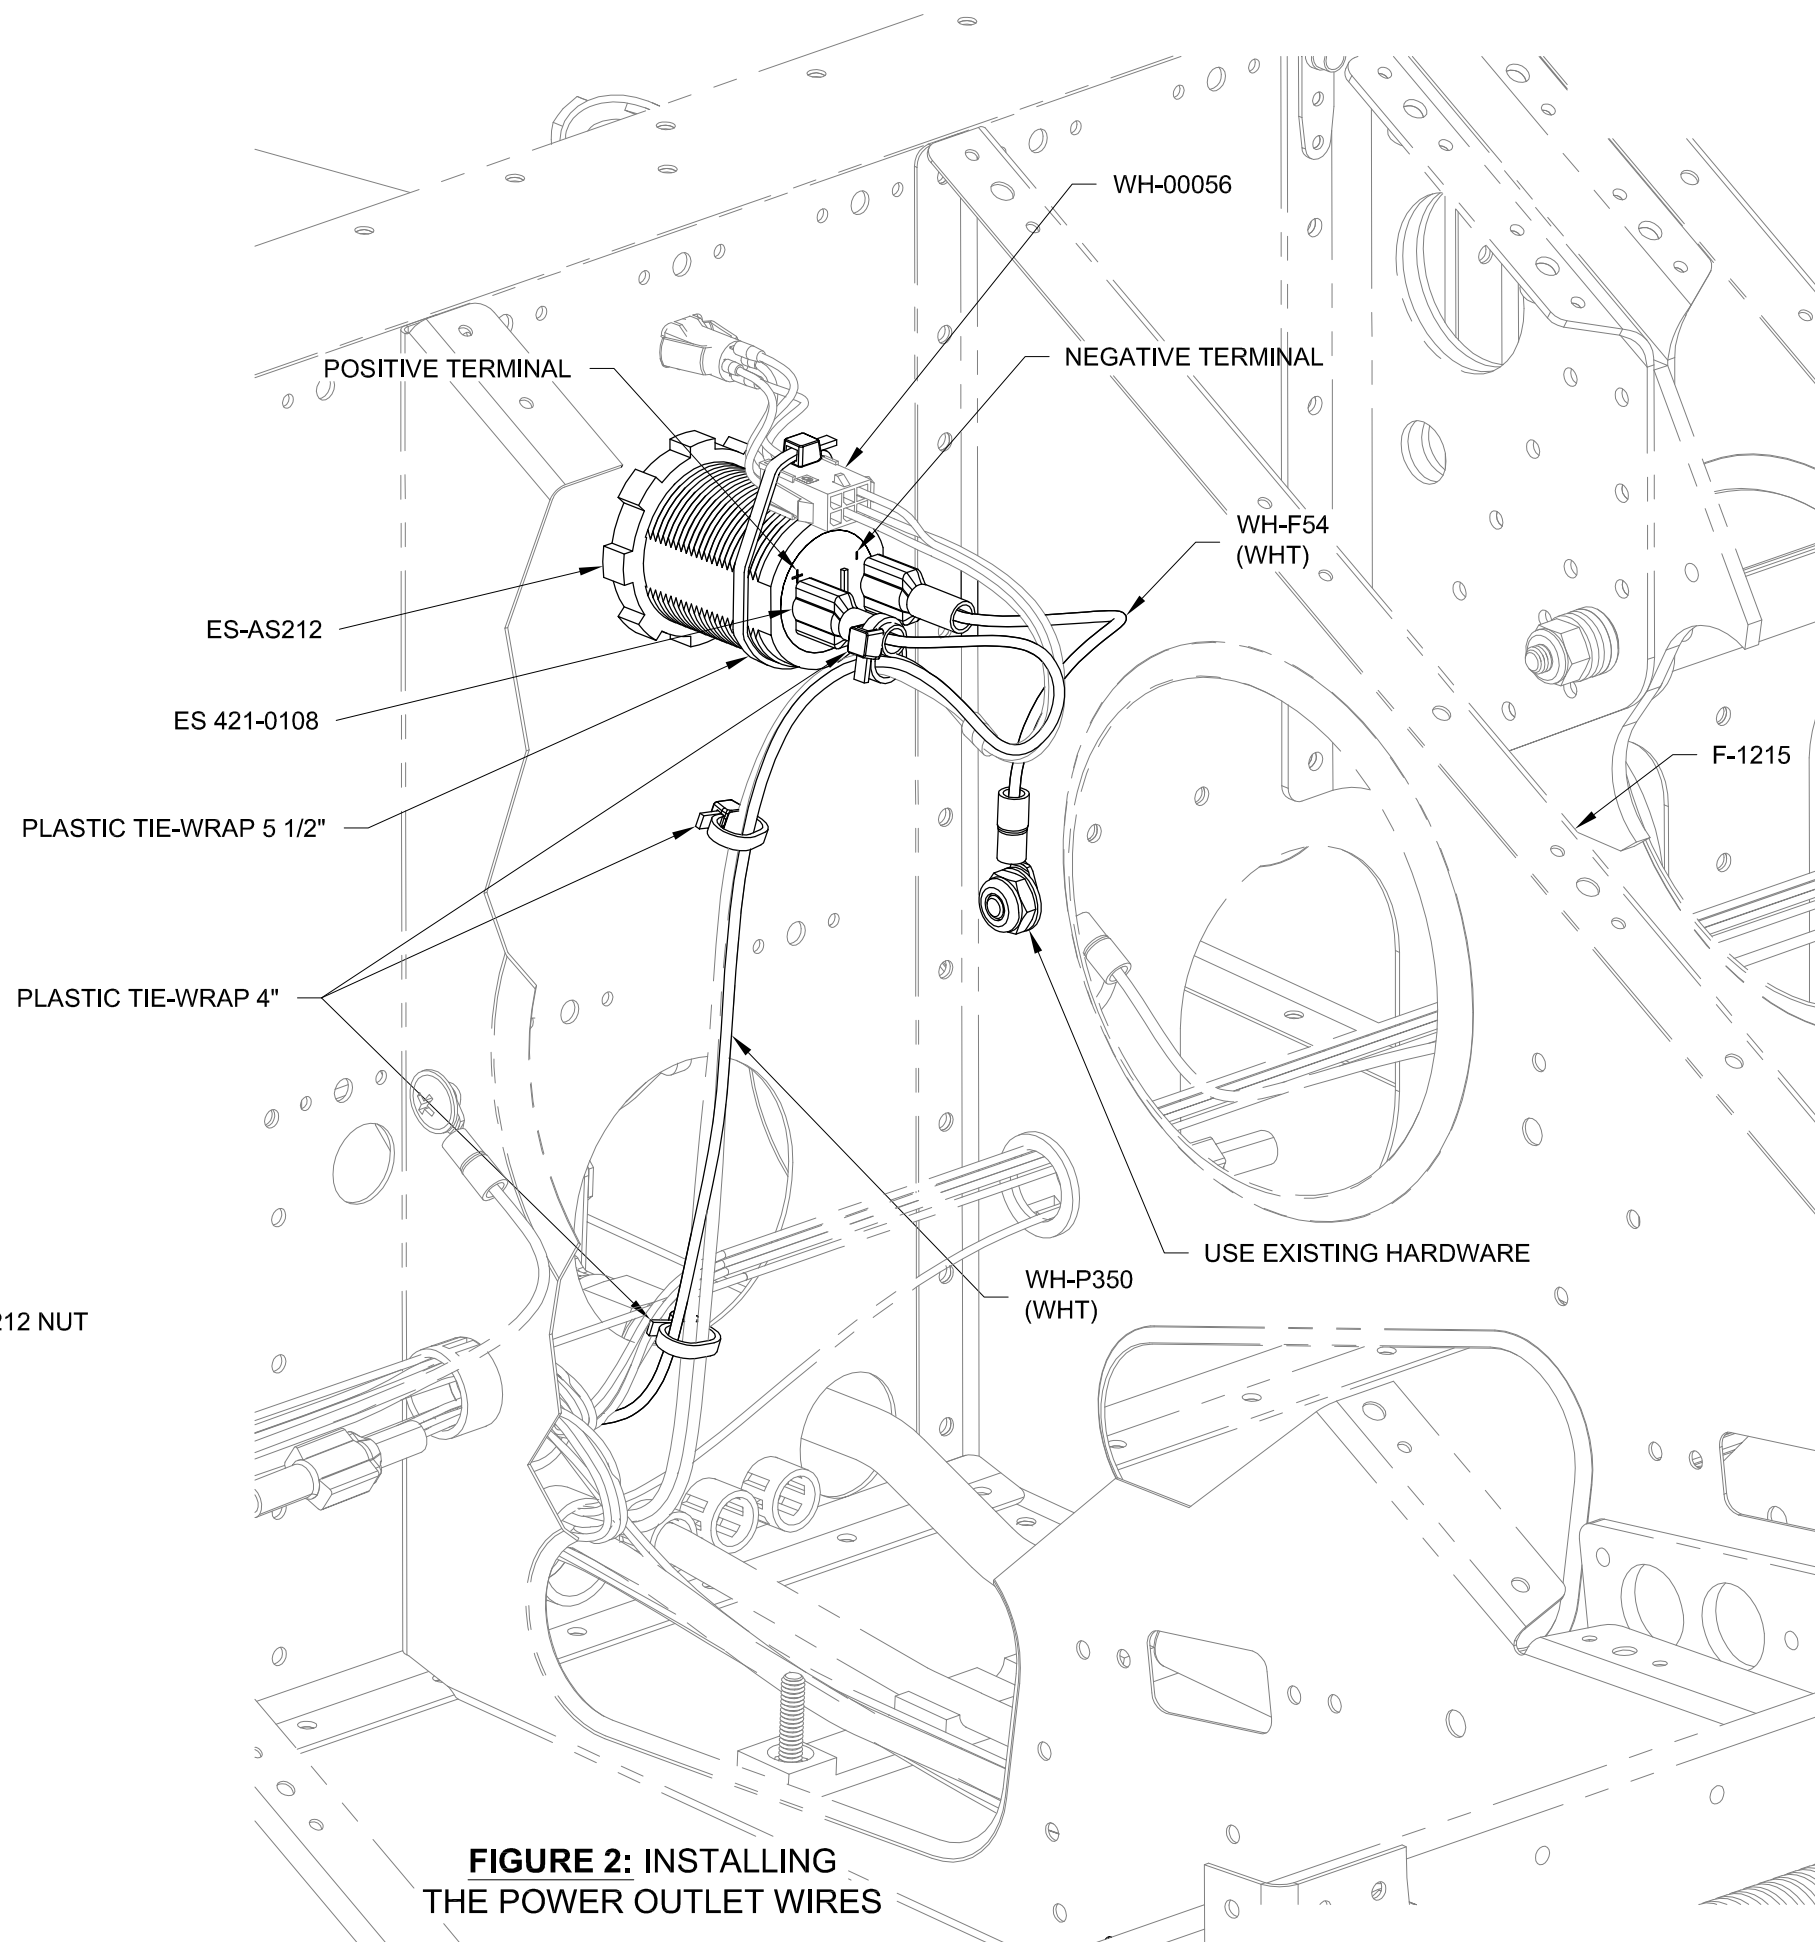 WH-00056
POSITIVE TERMINAL
NEGATIVE TERMINAL
WH-F54
(WHT)
ES-AS212
ES 421-0108
F-1215
PLASTIC TIE-WRAP 5 1/2"
PLASTIC TIE-WRAP 4"
USE EXISTING HARDWARE
WH-P350
(WHT)
212 NUT
FIGURE 2: INSTALLING
THE POWER OUTLET WIRES